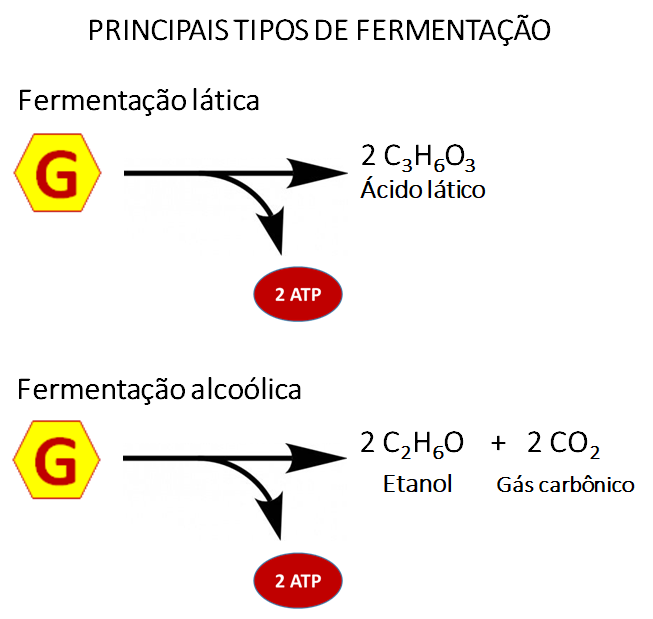 PRINCIPAIS TIPOS DE FERMENTAÇÃO
Fermentação lática
G
2 C₃H₆O₃
Ácido lático
2 ATP
Fermentação alcoólica
G
2 C₂H₆O + 2 CO₂
Etanol Gás carbônico
2 ATP